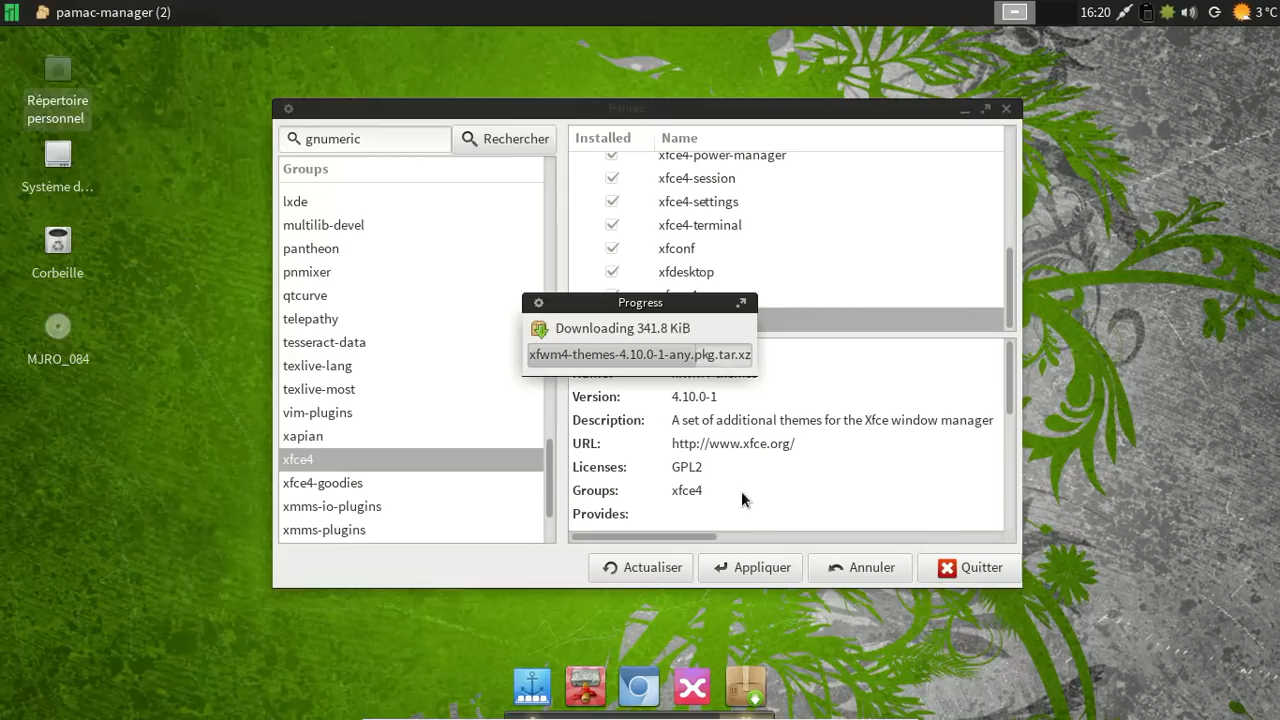 pamac-manager (2)
16:20
3 °C
Répertoire
personnel
Système d...
Corbeille
MJRO_084
Pamac
gnumeric
Rechercher
Groups
lxde
multilib-devel
pantheon
pnmixer
qtcurve
telepathy
tesseract-data
texlive-lang
texlive-most
vim-plugins
xapian
xfce4
xfce4-goodies
xmms-io-plugins
xmms-plugins
Installed Name
xfce4-power-manager
xfce4-session
xfce4-settings
xfce4-terminal
xfconf
xfdesktop
Progress
Downloading 341.8 KiB
xfwm4-themes-4.10.0-1-any.pkg.tar.xz
Version: 4.10.0-1
Description: A set of additional themes for the Xfce window manager
URL: http://www.xfce.org/
Licenses: GPL2
Groups: xfce4
Provides:
Actualiser
Appliquer
Annuler
Quitter